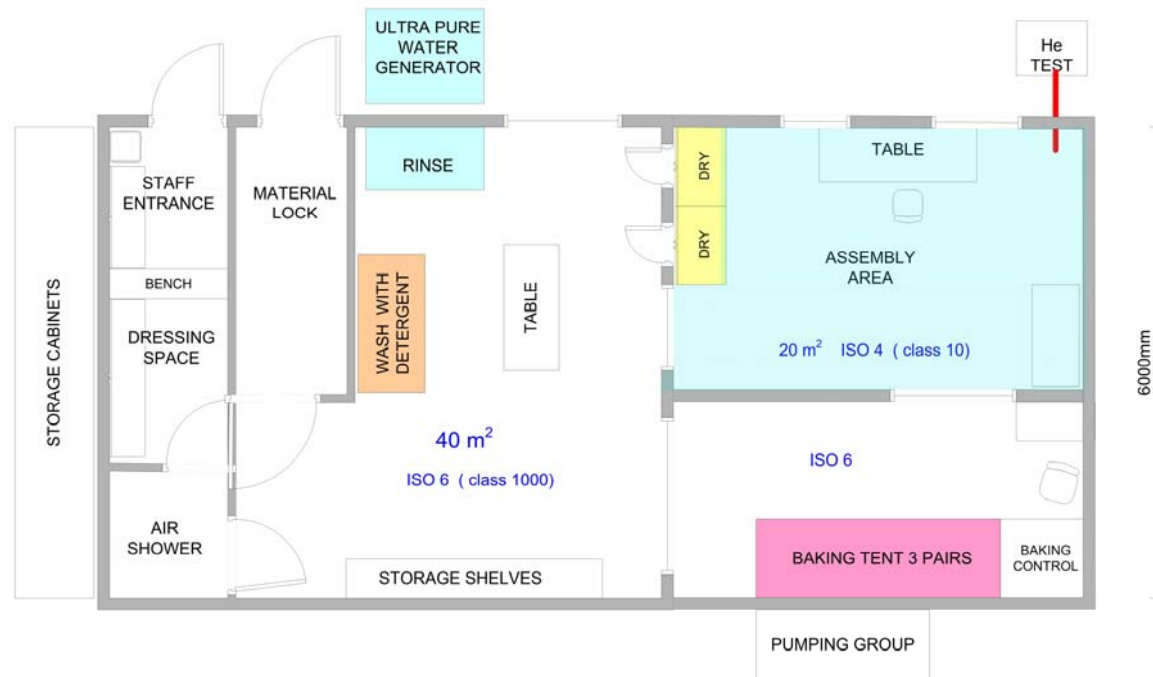 ULTRA PURE
WATER
GENERATOR
He
TEST
STORAGE CABINETS
STAFF
ENTRANCE
BENCH
DRESSING
SPACE
AIR
SHOWER
MATERIAL
LOCK
RINSE
WASH WITH
DETERGENT
TABLE
40 m²
ISO 6 ( class 1000)
STORAGE SHELVES
DRY
DRY
TABLE
ASSEMBLY
AREA
20 m² ISO 4 ( class 10)
ISO 6
BAKING TENT 3 PAIRS
BAKING
CONTROL
PUMPING GROUP
6000mm